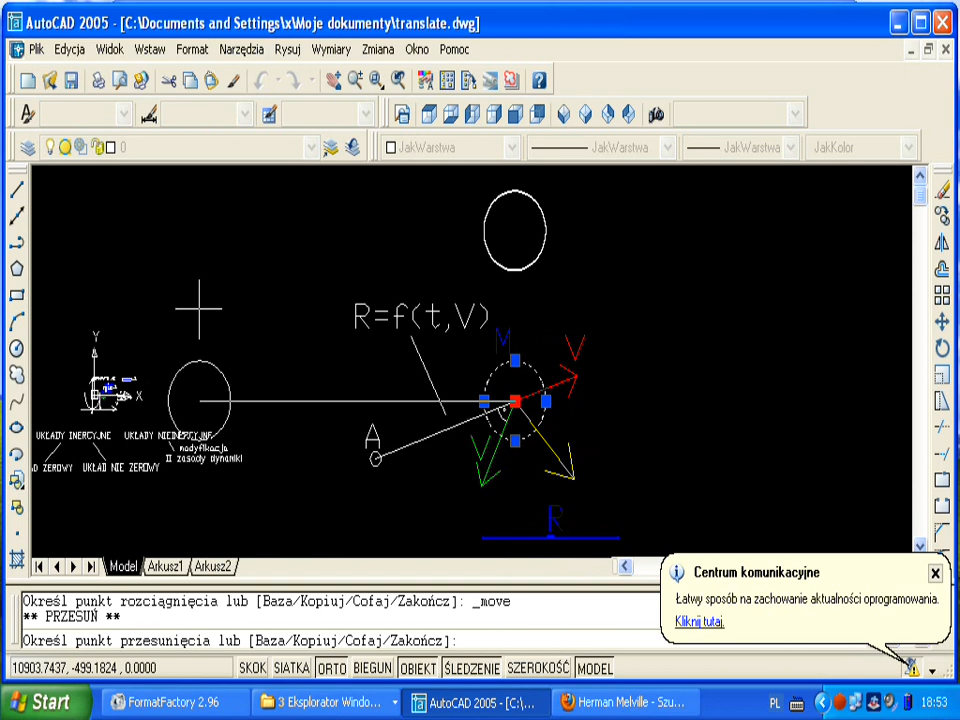 AutoCAD 2005 - [C:\Documents and Settings\x\Moje dokumenty\translate.dwg]
Plik Edycja Widok Wstaw Format Narzędzia Rysuj Wymiary Zmiana Okno Pomoc
0 JakWarstwa JakWarstwa JakWarstwa JakKolor
R=f(t,V)
M
V
Y
X
A
V
UKŁADY INERCYJNE UKŁADY NIEINERCYJNE
modyfikacja
II zasady dynamiki
AD ZEROWY UKŁAD NIE ZEROWY
R
Model Arkusz1 Arkusz2
Centrum komunikacyjne
Łatwy sposób na zachowanie aktualności oprogramowania.
Kliknij tutaj.
Określ punkt rozciągnięcia lub [Baza/Kopiuj/Cofaj/Zakończ]: _move
** PRZESUŃ **
Określ punkt przesunięcia lub [Baza/Kopiuj/Cofaj/Zakończ]:
10903.7437, -499.1824 , 0.0000 SKOK SIATKA ORTO BIEGUN OBIEKT ŚLEDZENIE SZEROKOŚĆ MODEL
Start FormatFactory 2.96 3 Eksplorator Windo... AutoCAD 2005 - [C:\... Herman Melville - Szu... PL 18:53